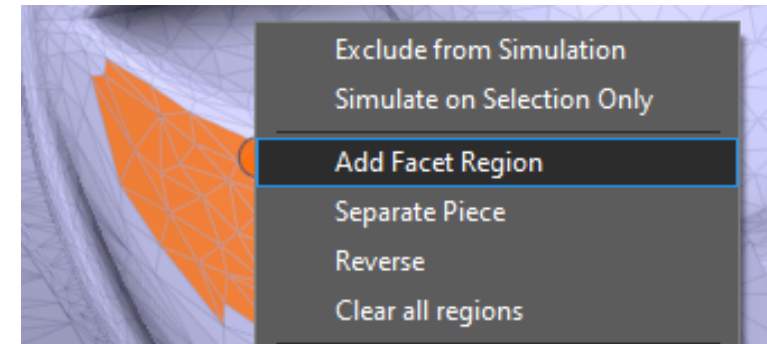 Exclude from Simulation
Simulate on Selection Only
Add Facet Region
Separate Piece
Reverse
Clear all regions